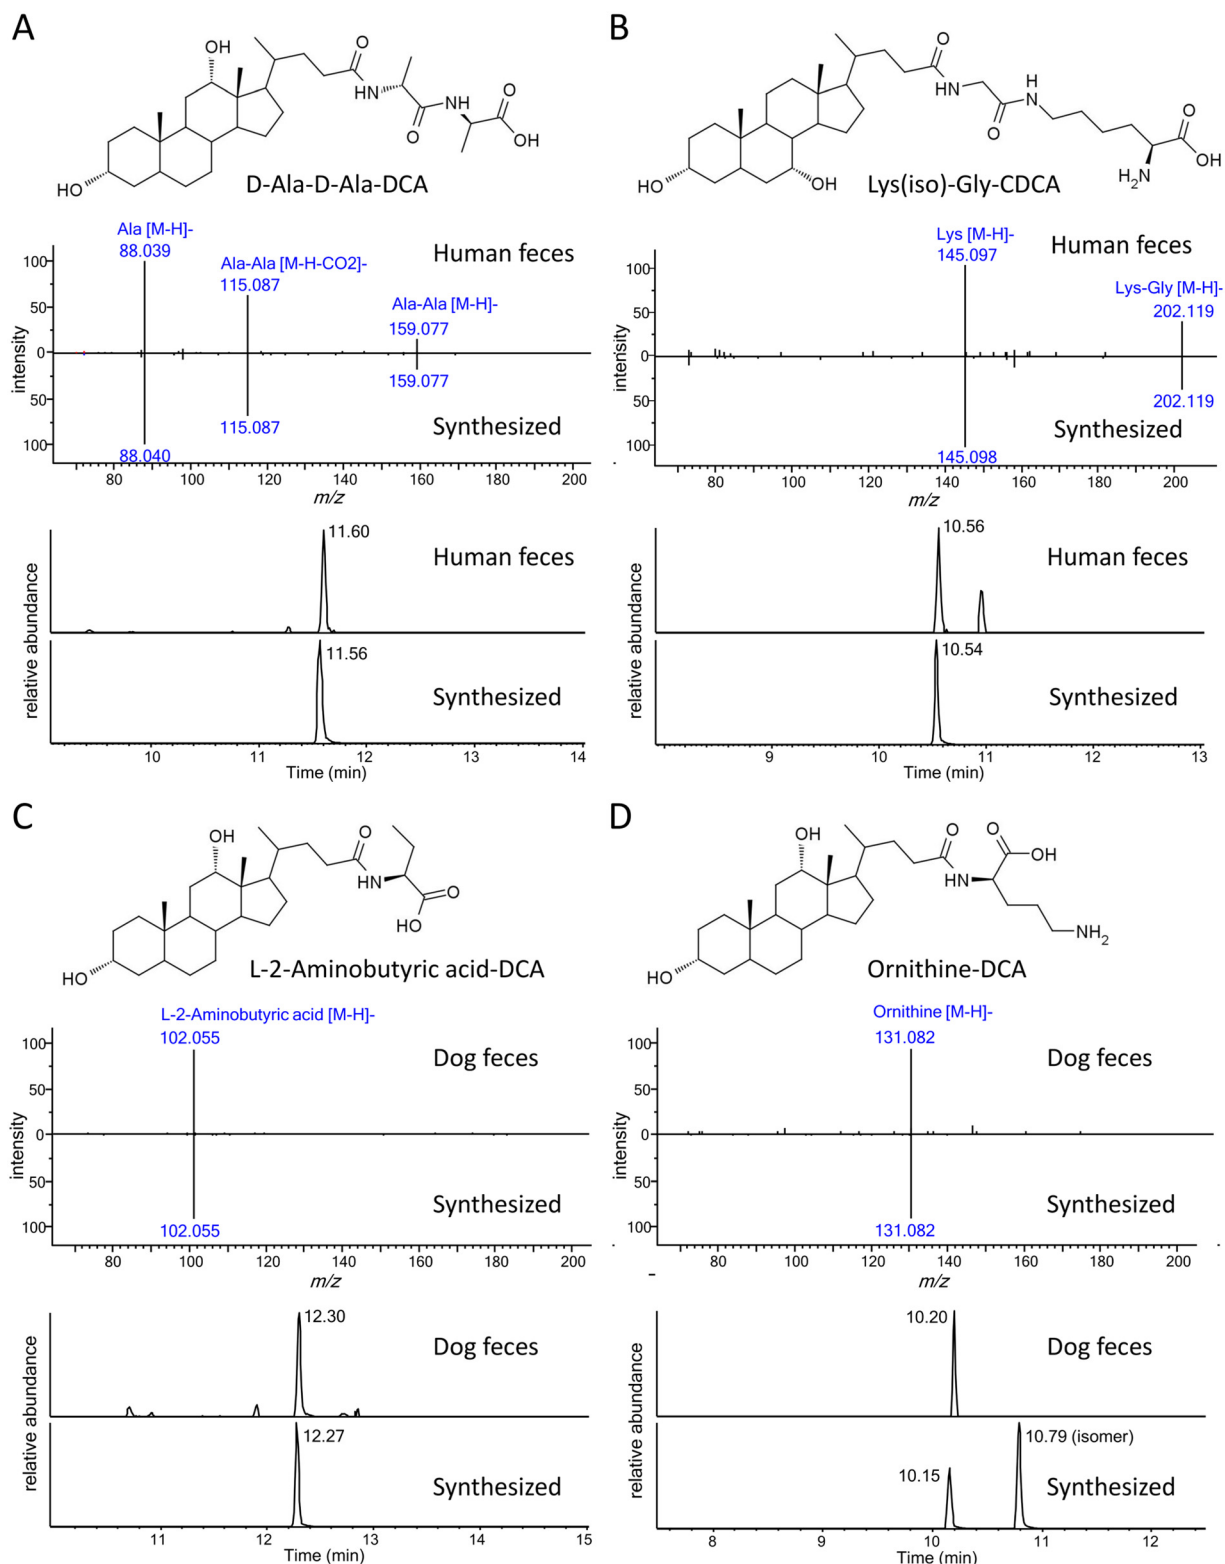 A
OH
O
HN
NH
O
O
OH
HO
D-Ala-D-Ala-DCA
Ala [M-H]-
88.039
Ala-Ala [M-H-CO2]-
115.087
Ala-Ala [M-H]-
159.077
Human feces
100
50
0
50
100
intensity
159.077
115.087
88.040
Synthesized
80 100 120 140 160 180 200
m/z
11.60
Human feces
11.56
Synthesized
relative abundance
10 11 12 13 14
Time (min)
B
O
HN
H
N
O
O
OH
H2N
HO
OH
Lys(iso)-Gly-CDCA
Lys [M-H]-
145.097
Human feces
Lys-Gly [M-H]-
202.119
100
50
0
50
100
intensity
202.119
Synthesized
145.098
80 100 120 140 160 180 200
m/z
10.56
Human feces
10.54
Synthesized
relative abundance
9 10 11 12 13
Time (min)
C
OH
O
HN
O
HO
HO
L-2-Aminobutyric acid-DCA
L-2-Aminobutyric acid [M-H]-
102.055
Dog feces
100
50
0
50
100
intensity
Synthesized
102.055
80 100 120 140 160 180 200
m/z
12.30
Dog feces
12.27
Synthesized
relative abundance
11 12 13 14 15
Time (min)
D
OH
O
O
OH
HN
NH2
HO
Ornithine-DCA
Ornithine [M-H]-
131.082
Dog feces
100
50
0
50
100
intensity
Synthesized
131.082
80 100 120 140 160 180 200
m/z
10.20
Dog feces
10.79 (isomer)
10.15
Synthesized
relative abundance
8 9 10 11 12
Time (min)